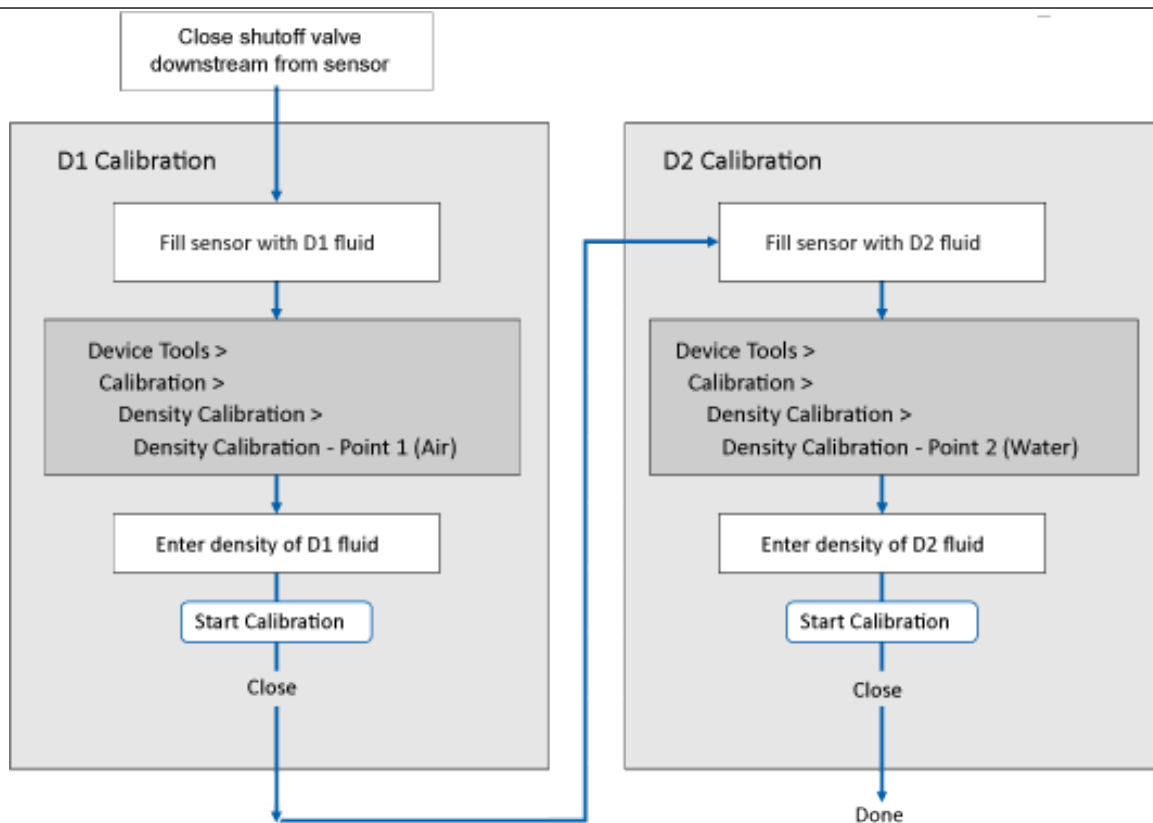 Close shutoff valve
downstream from sensor
D1 Calibration
Fill sensor with D1 fluid
Device Tools >
Calibration >
Density Calibration >
Density Calibration - Point 1 (Air)
Enter density of D1 fluid
Start Calibration
Close
D2 Calibration
Fill sensor with D2 fluid
Device Tools >
Calibration >
Density Calibration >
Density Calibration - Point 2 (Water)
Enter density of D2 fluid
Start Calibration
Close
Done